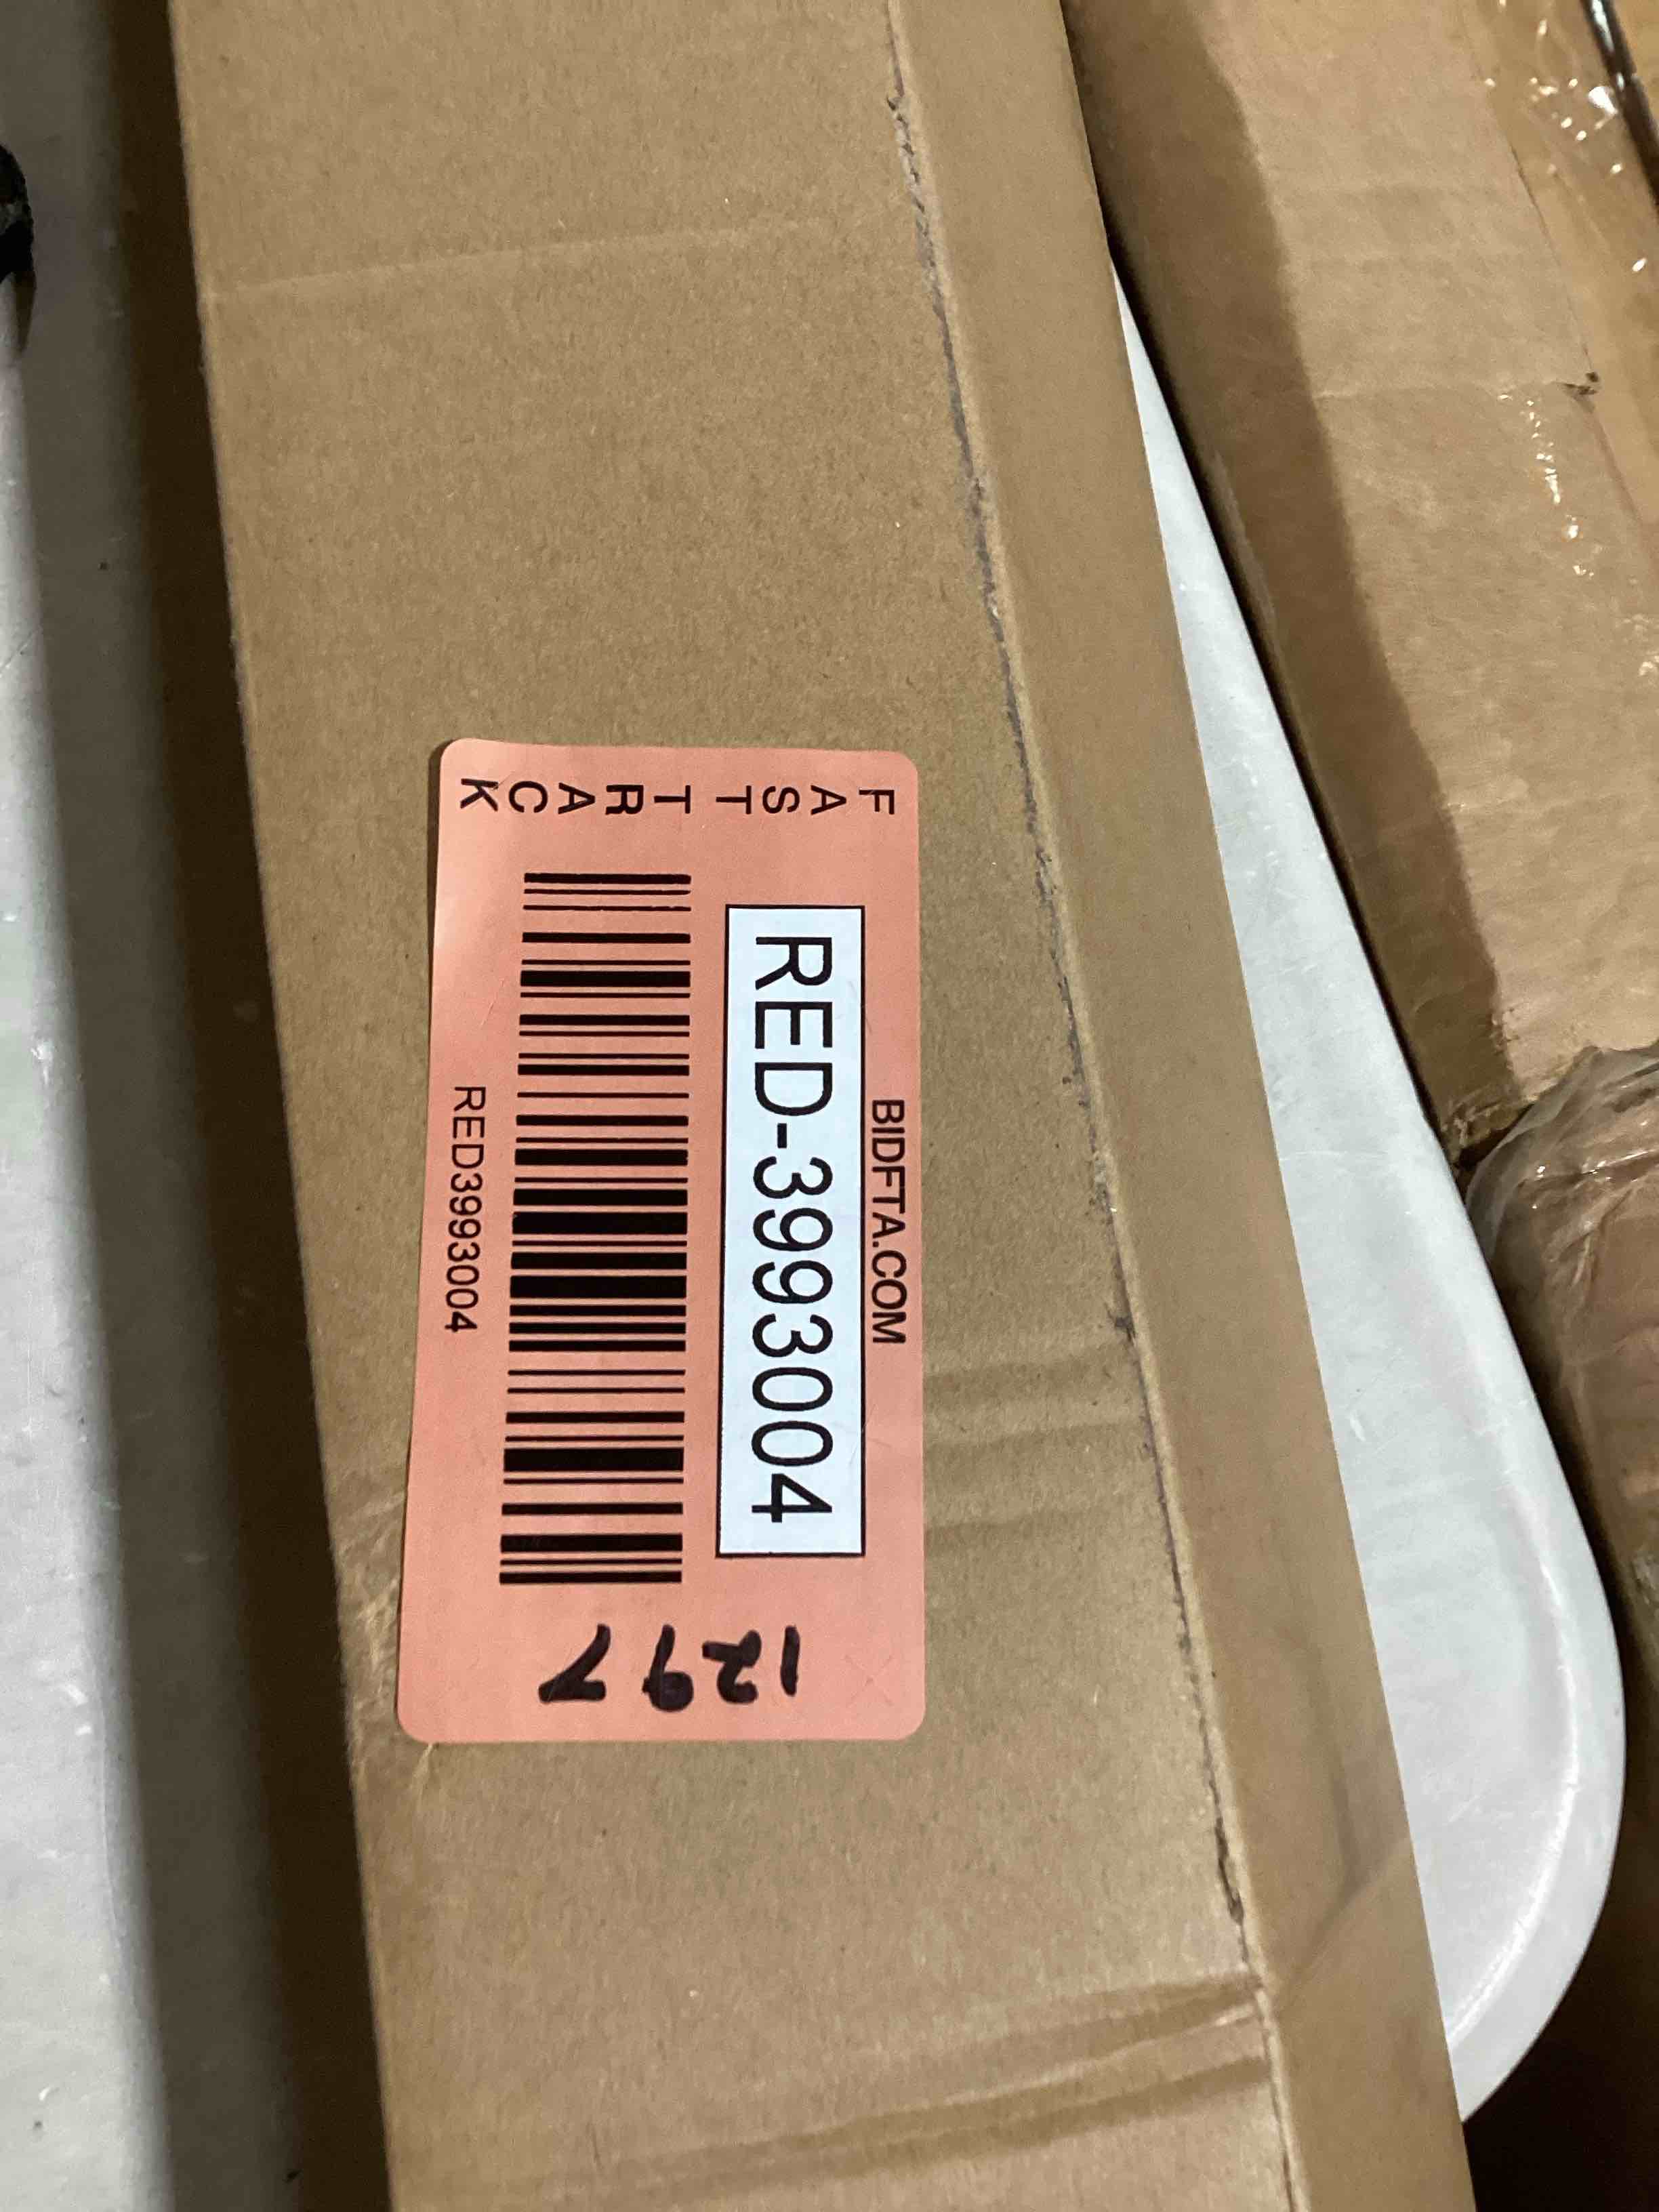 BIDFTA.COM
FAST TRACK
RED-3993004
RED3993004
1297